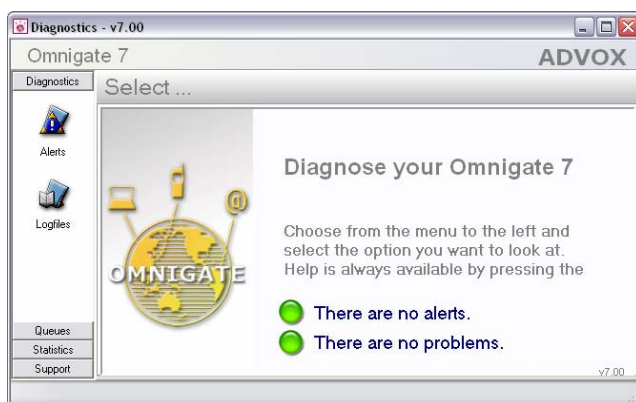 Diagnostics - v7.00
Omnigate 7
ADVOX
Diagnostics
Select ...
Alerts
Logfiles
Queues
Statistics
Support
@
OMNIGATE
Diagnose your Omnigate 7
Choose from the menu to the left and
select the option you want to look at.
Help is always available by pressing the
There are no alerts.
There are no problems.
v7.00